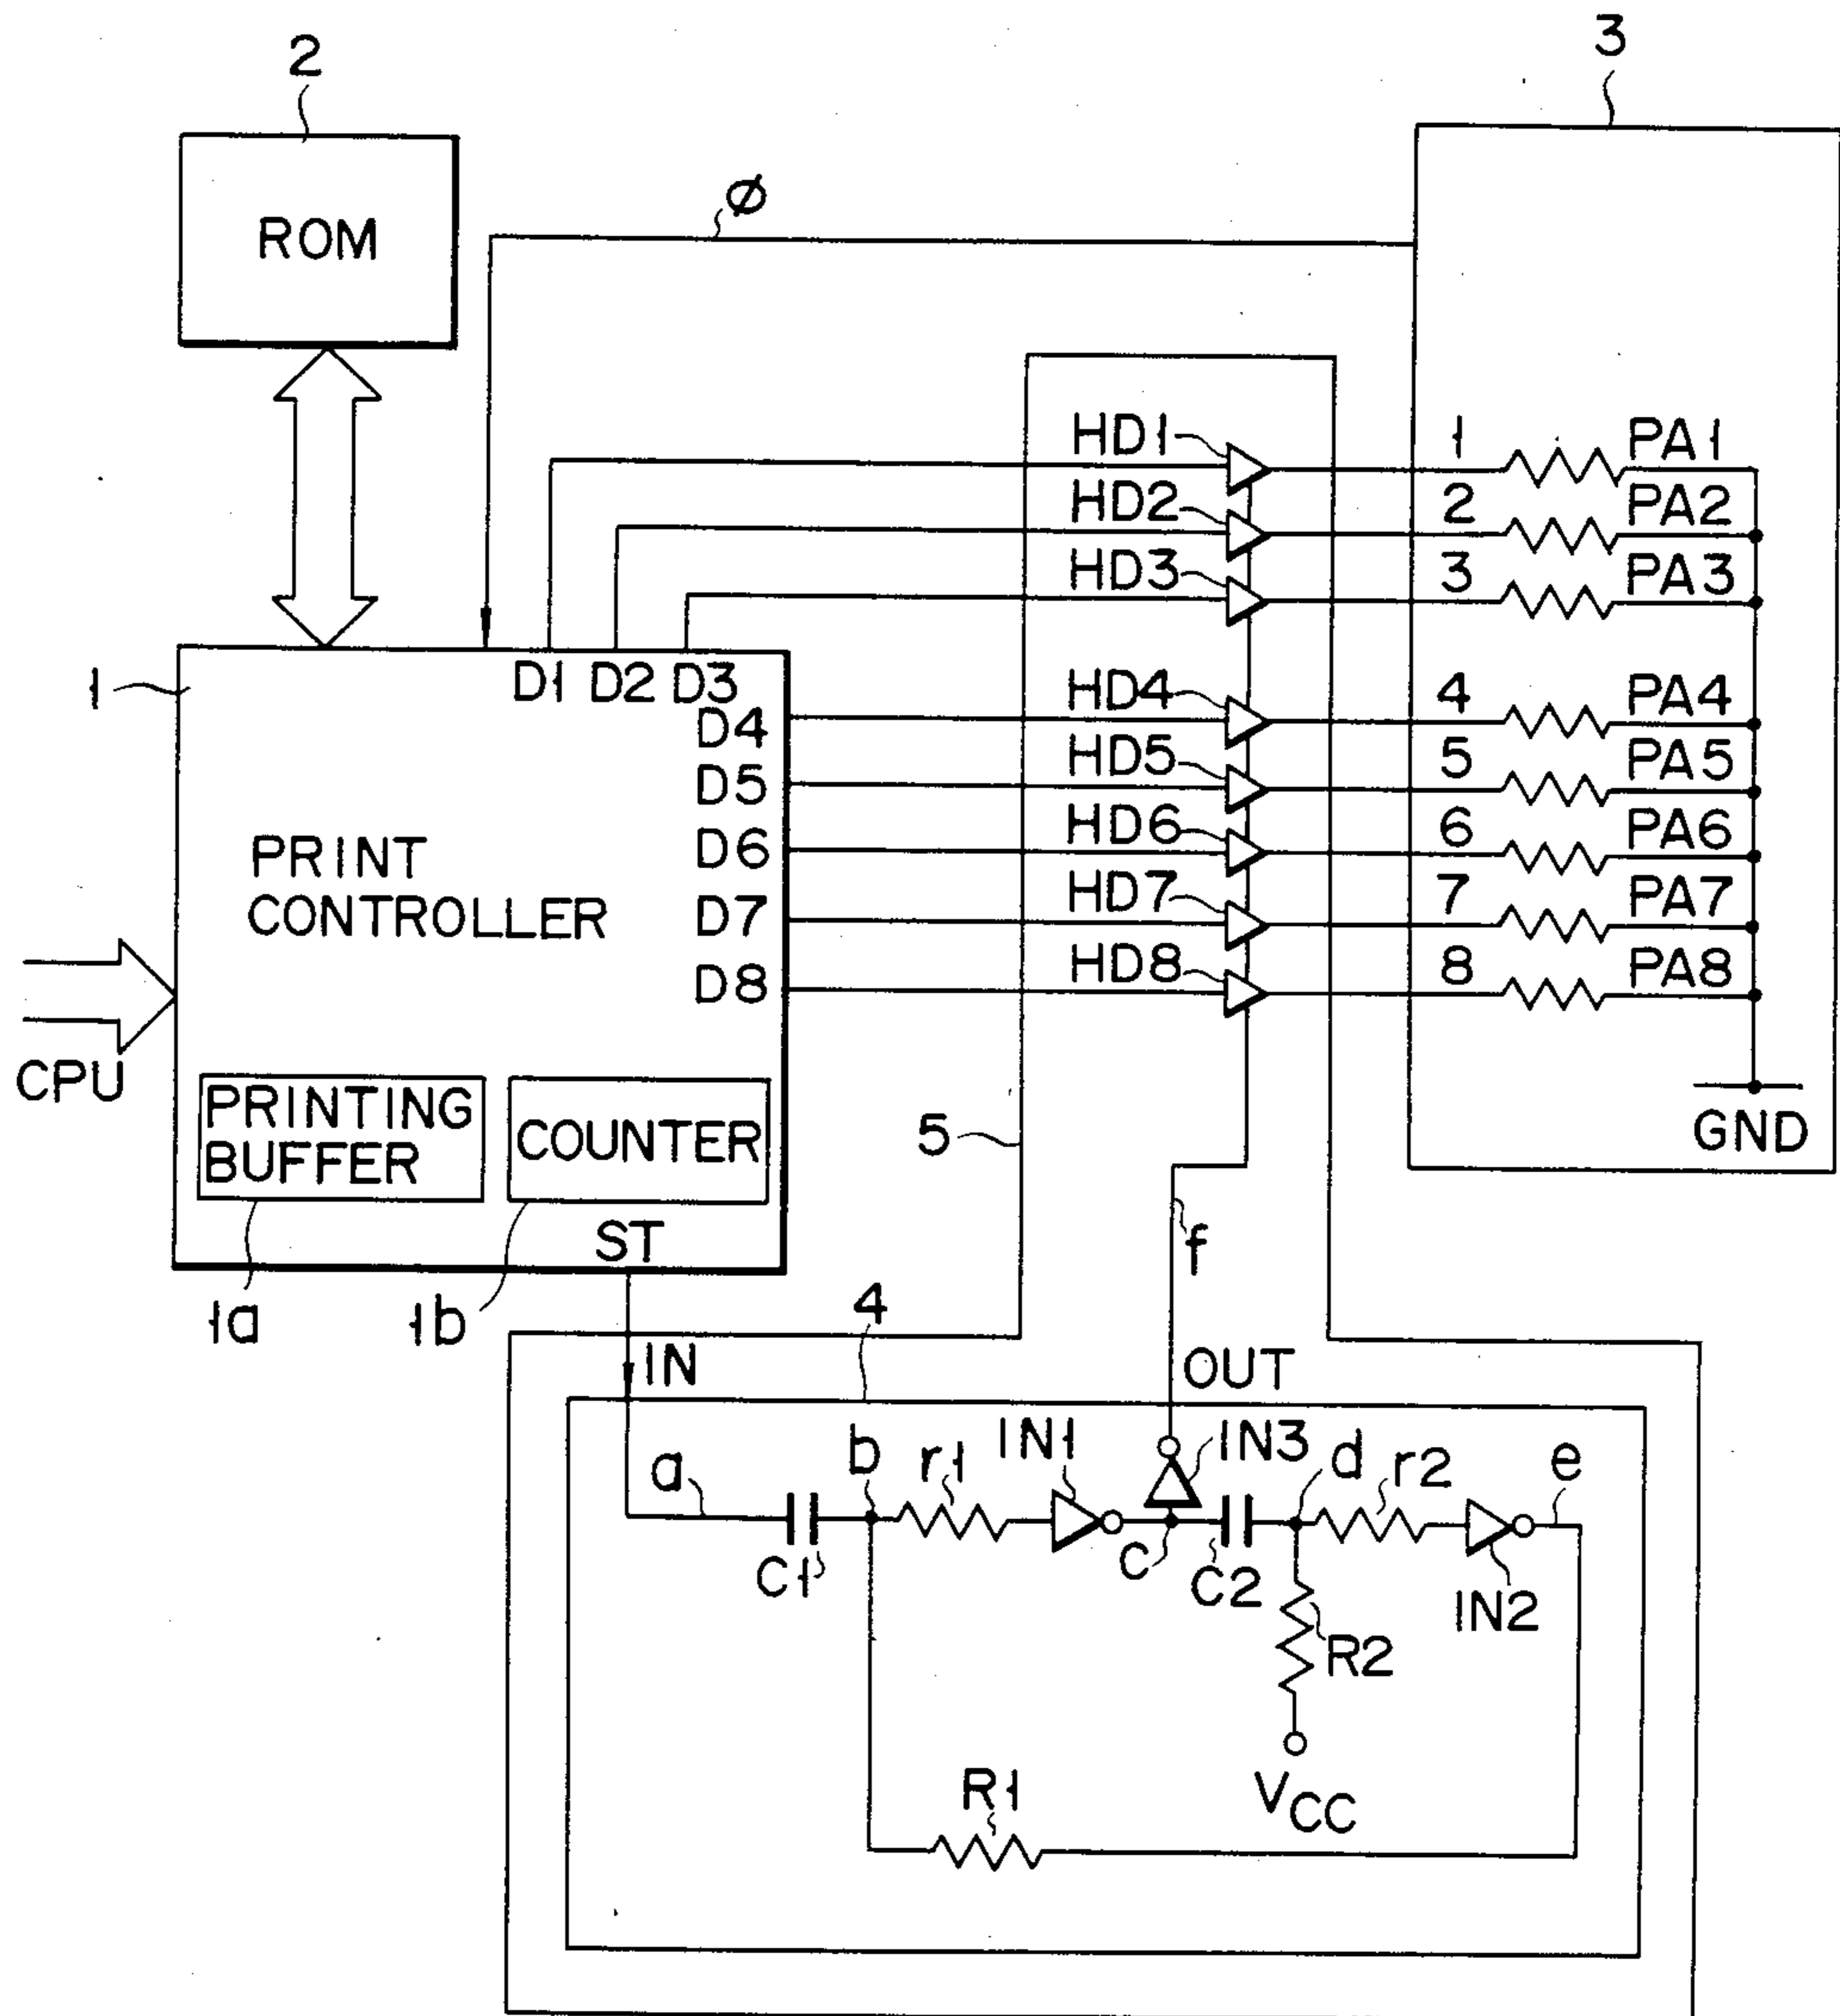 2
3
ROM
Ø
HD1
1
PA1
HD2
2
PA2
HD3
3
PA3
1
D1 D2 D3
HD4
4
PA4
D4
HD5
5
PA5
D5
HD6
6
PA6
D6
PRINT
CONTROLLER
HD7
7
PA7
D7
HD8
8
PA8
D8
CPU
PRINTING
BUFFER
COUNTER
5
GND
ST
f
1a
1b
4
IN
OUT
a
b
r1
IN1
IN3
d
r2
e
C1
C
C2
IN2
R2
R1
VCC